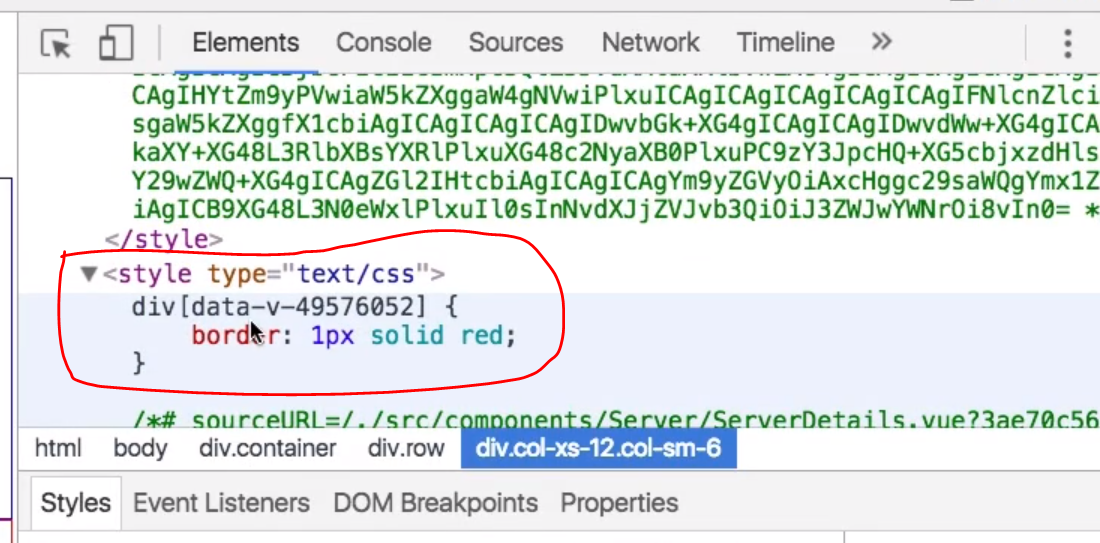 Elements Console Sources Network Timeline »
CAgIHYtZm9yPVwiaW5kZXggaW4gNVwiPlxuICAgICAgICAgICAgICAgIFNlcnZlci
sgaW5kZXggfX1cbiAgICAgICAgICAgIDwvbGk+XG4gICAgICAgIDwvdWw+XG4gICA
kaXY+XG48L3RlbXBsYXRlPlxuXG48c2NyaXB0PlxuPC9zY3JpcHQ+XG5cbjxzdHls
Y29wZWQ+XG4gICAgZGl2IHtcbiAgICAgICAgYm9yZGVyOiAxcHggc29saWQgYmx1Z
iAgICB9XG48L3N0eWxlPlxuIl0sInNvdXJjZVJvb3QiOiJ3ZWJwYWNrOi8vIn0= *
</style>
▼<style type="text/css">
div[data-v-49576052] {
border: 1px solid red;
}
/*# sourceURL=/./src/components/Server/ServerDetails.vue?3ae70c56
html body div.container div.row div.col-xs-12.col-sm-6
Styles Event Listeners DOM Breakpoints Properties